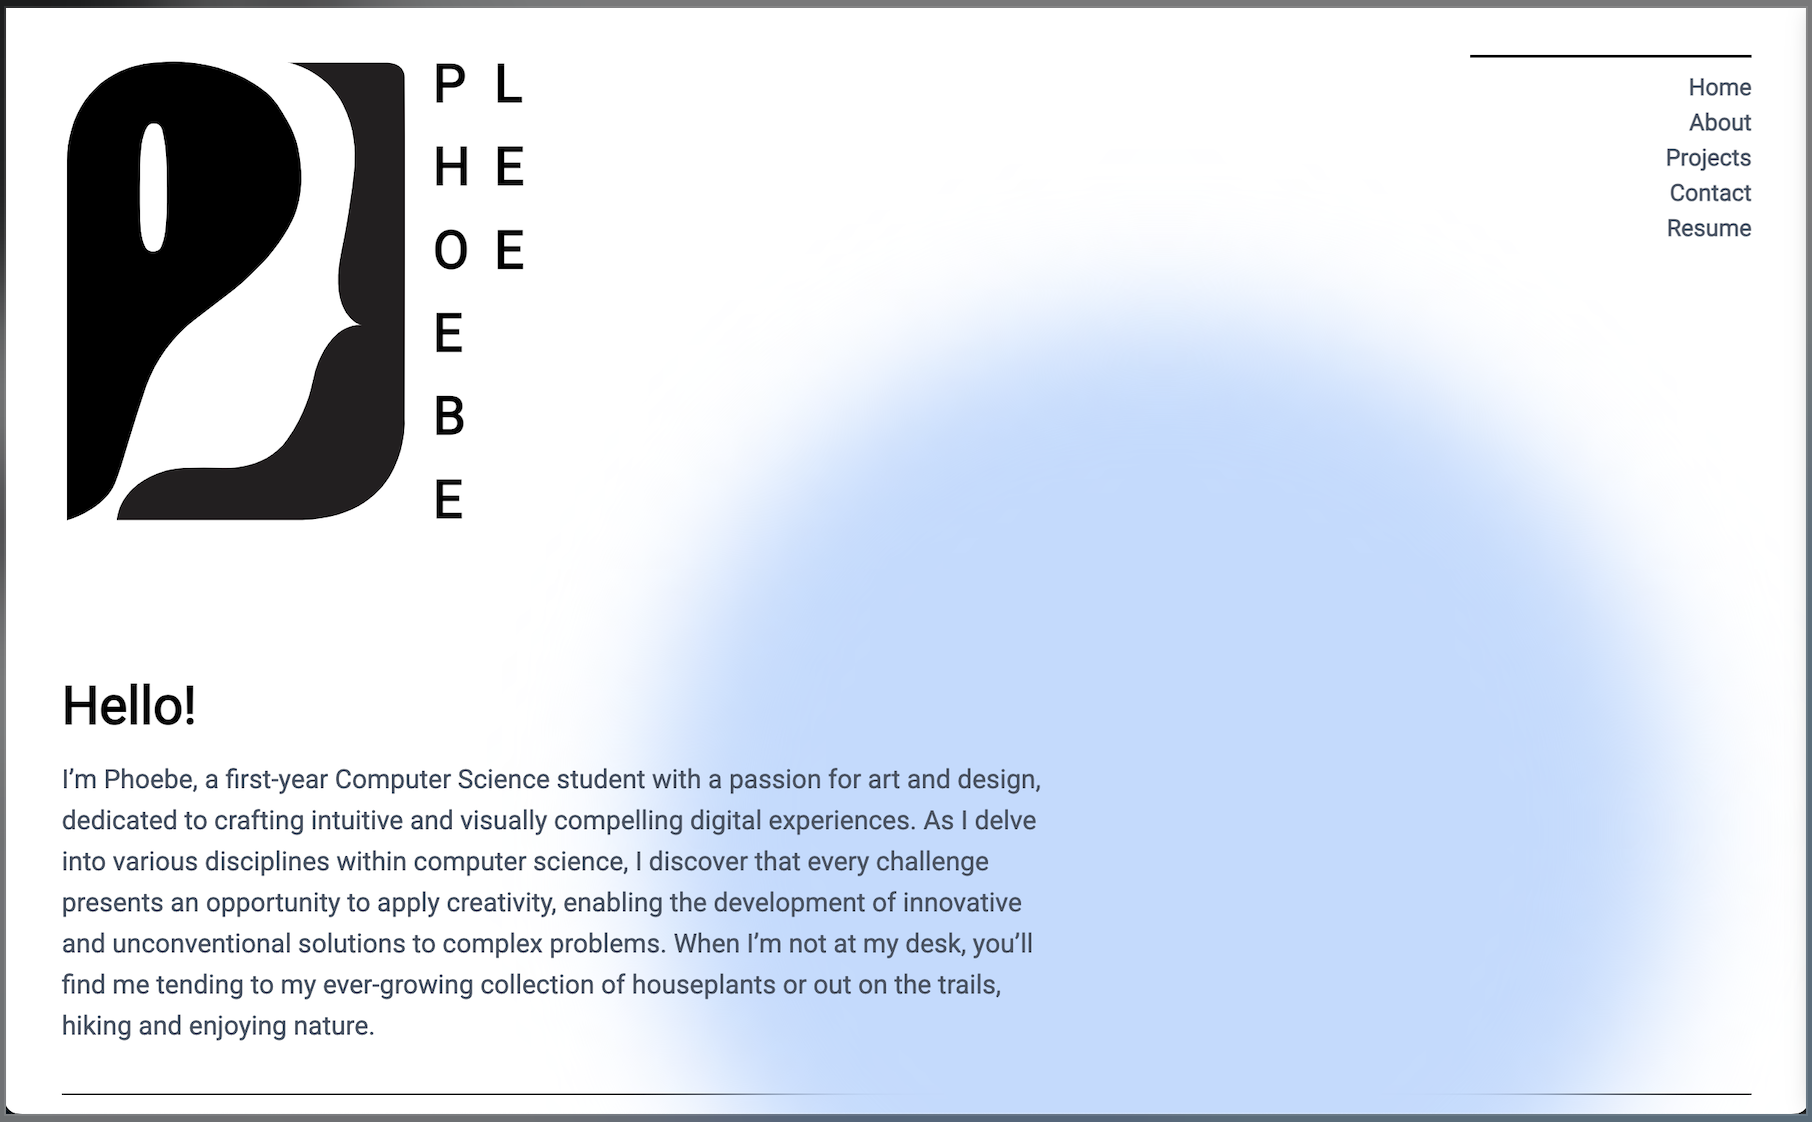 PHOEBE
LEE
Home
About
Projects
Contact
Resume
Hello!
I’m Phoebe, a first-year Computer Science student with a passion for art and design,
dedicated to crafting intuitive and visually compelling digital experiences. As I delve
into various disciplines within computer science, I discover that every challenge
presents an opportunity to apply creativity, enabling the development of innovative
and unconventional solutions to complex problems. When I’m not at my desk, you’ll
find me tending to my ever-growing collection of houseplants or out on the trails,
hiking and enjoying nature.